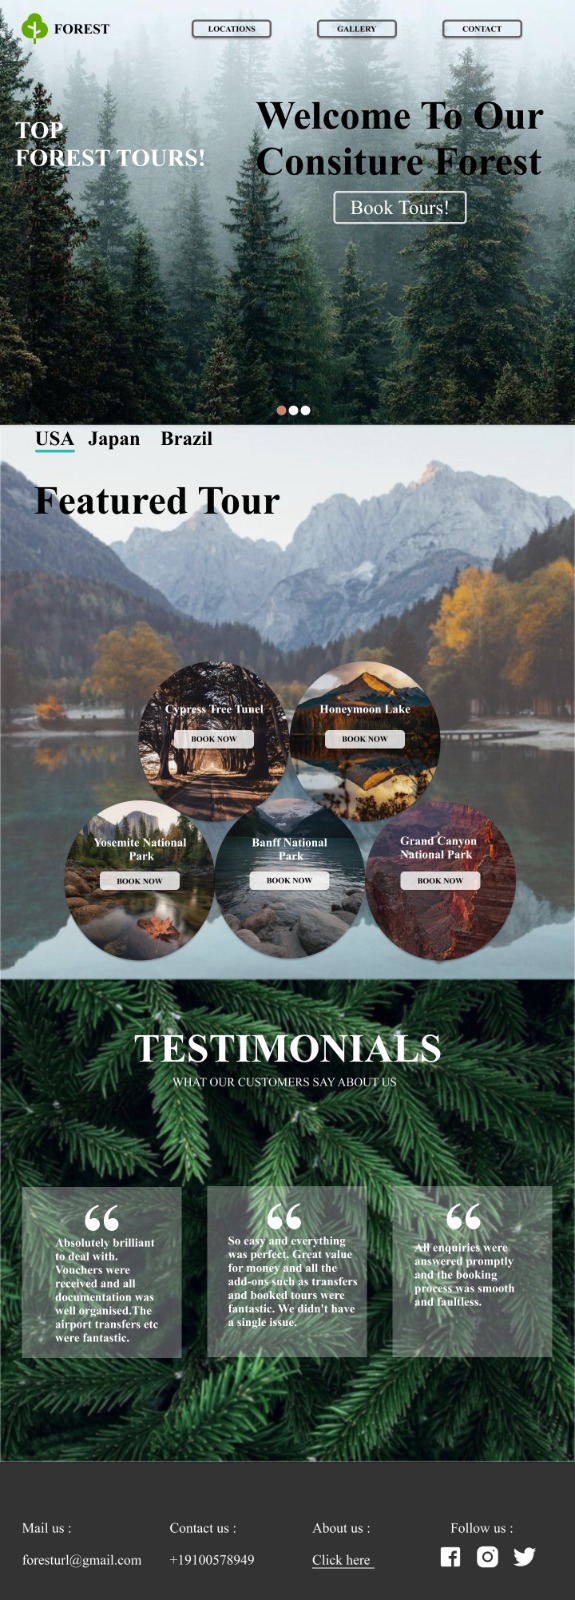 FOREST
LOCATIONS
GALLERY
CONTACT
TOP
FOREST TOURS!
Welcome To Our
Consiture Forest
Book Tours!
USA
Japan
Brazil
Featured Tour
Cypress Tree Tunel
BOOK NOW
Honeymoon Lake
BOOK NOW
Yosemite National
Park
BOOK NOW
Banff National
Park
BOOK NOW
Grand Canyon
National Park
BOOK NOW
TESTIMONIALS
WHAT OUR CUSTOMERS SAY ABOUT US
“
Absolutely brilliant
to deal with.
Vouchers were
received and all
documentation was
well organised.The
airport transfers etc
were fantastic.
“
So easy and everything
was perfect. Great value
for money and all the
add-ons such as transfers
and booked tours were
fantastic. We didn't have
a single issue.
“
All enquiries were
answered promptly
and the booking
process was smooth
and faultless.
Mail us :
foresturl@gmail.com
Contact us :
+19100578949
About us :
Click here
Follow us :